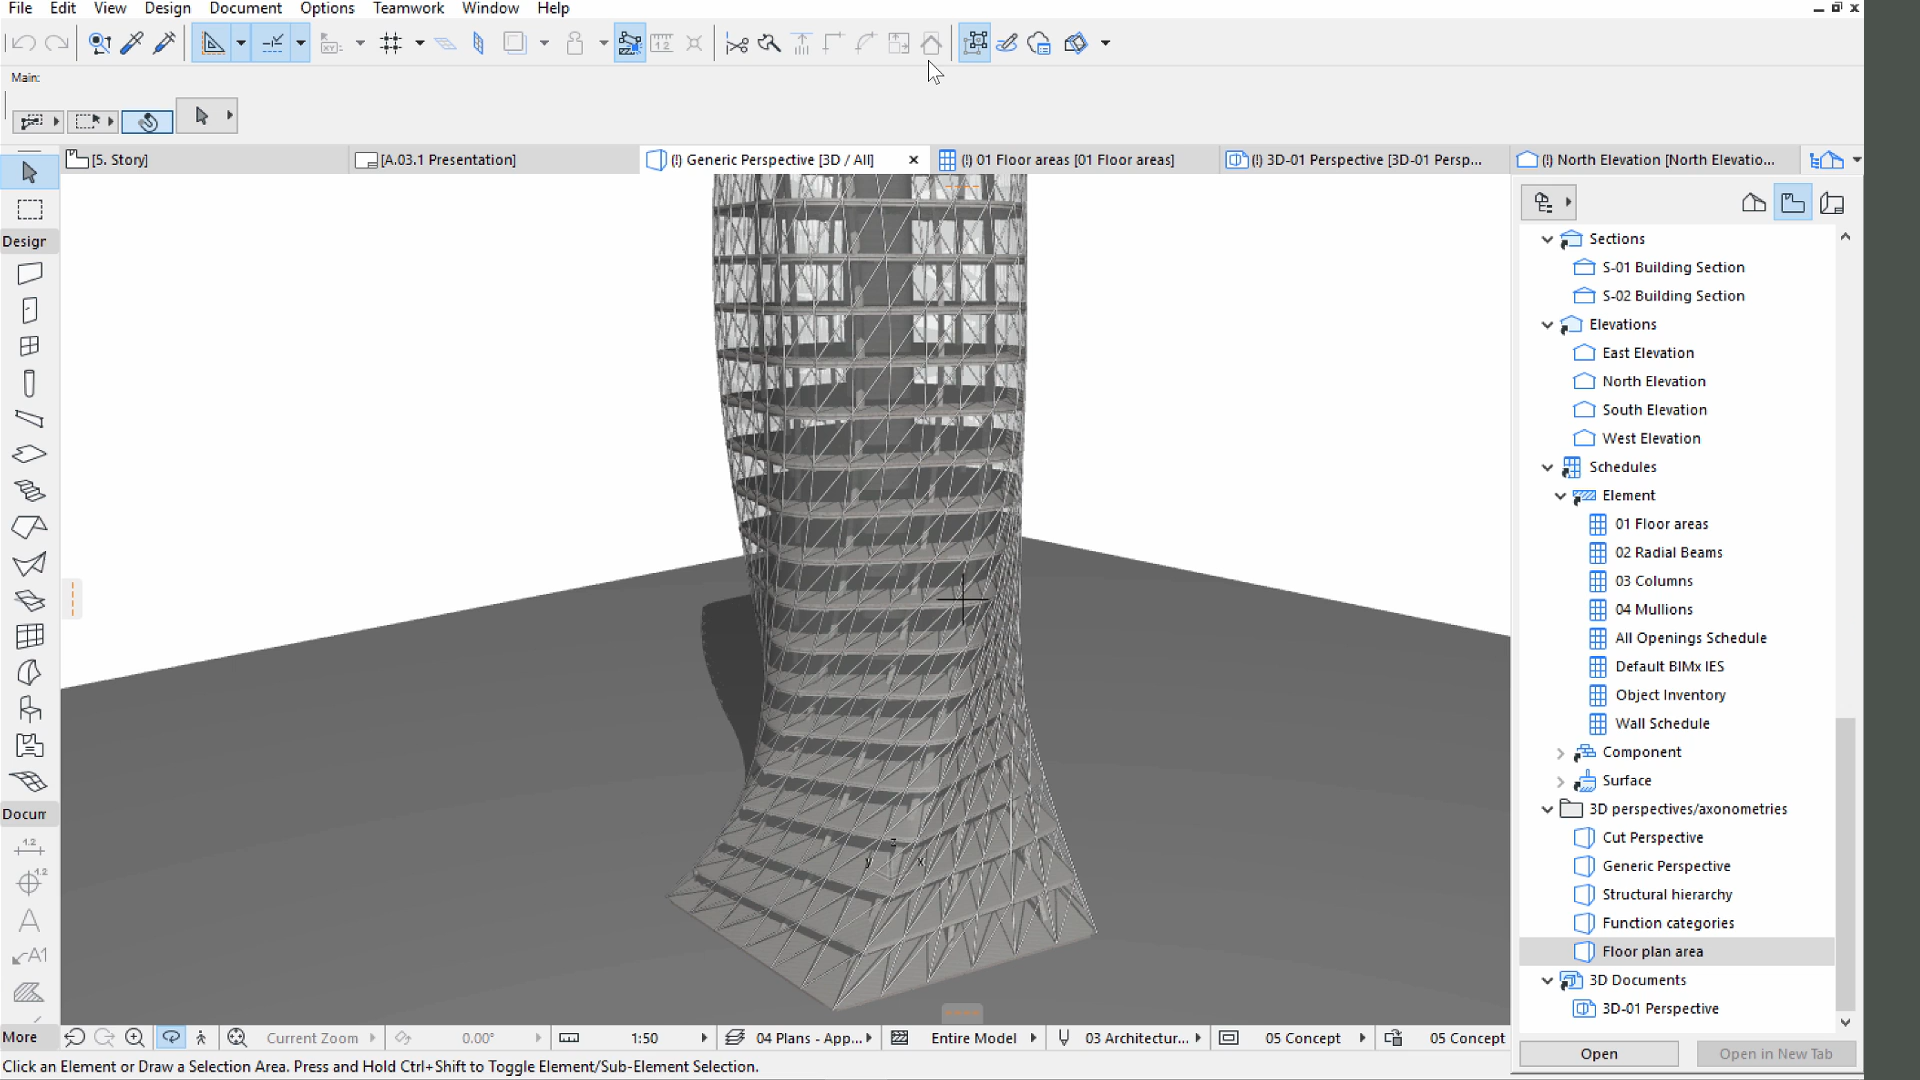 File Edit View Design Document Options Teamwork Window Help
Main:
[5. Story]
[A.03.1 Presentation]
(!) Generic Perspective [3D / All]
(!) 01 Floor areas [01 Floor areas]
(!) 3D-01 Perspective [3D-01 Persp...
(!) North Elevation [North Elevatio...
Design
Docum
1.2
1.2
A
A1
More
Sections
S-01 Building Section
S-02 Building Section
Elevations
East Elevation
North Elevation
South Elevation
West Elevation
Schedules
Element
01 Floor areas
02 Radial Beams
03 Columns
04 Mullions
All Openings Schedule
Default BIMx IES
Object Inventory
Wall Schedule
Component
Surface
3D perspectives/axonometries
Cut Perspective
Generic Perspective
Structural hierarchy
Function categories
Floor plan area
3D Documents
3D-01 Perspective
Open
Open in New Tab
z
y x
Current Zoom
0.00°
1:50
04 Plans - App...
Entire Model
03 Architectur...
05 Concept
05 Concept
Click an Element or Draw a Selection Area. Press and Hold Ctrl+Shift to Toggle Element/Sub-Element Selection.